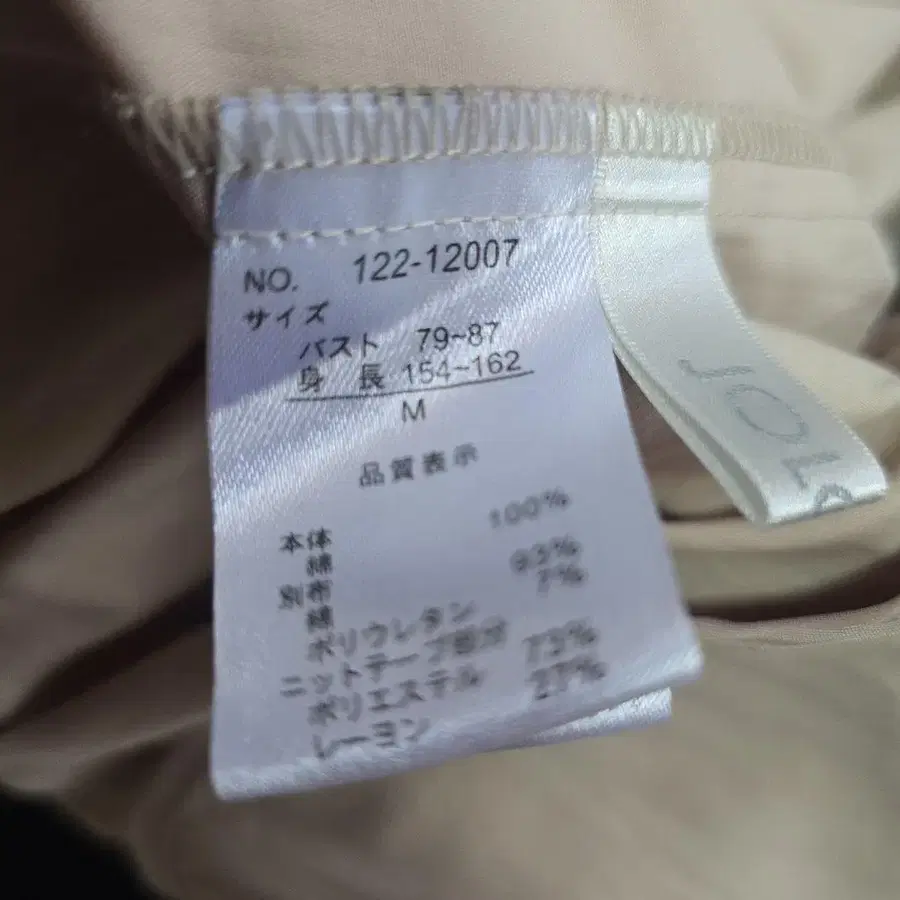 NO. 122-12007
サイズ
バスト 79~87
身 長 154~162
M
品質表示
本体
綿 100%
別布
綿 93%
ポリウレタン 7%
ニットテープ部分
ポリエステル 73%
レーヨン 27%
JOL